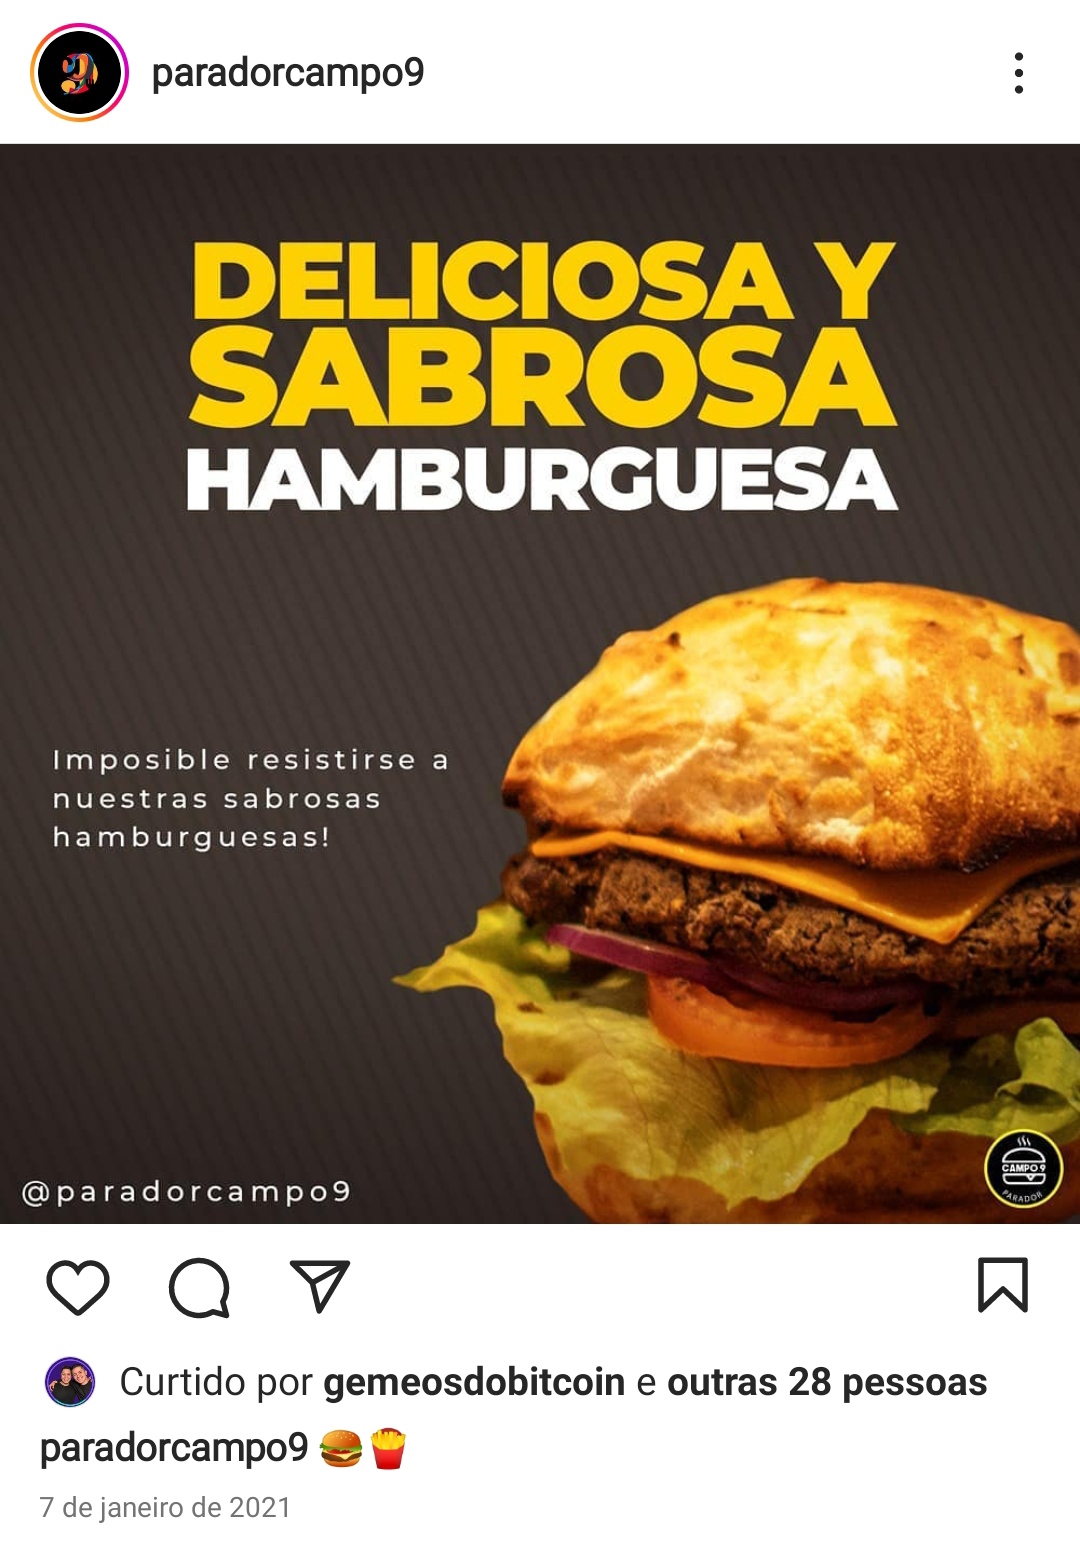 paradorcampo9
DELICIOSA Y
SABROSA
HAMBURGUESA
Imposible resistirse a
nuestras sabrosas
hamburguesas!
@paradorcampo9
CAMPO 9
PARADOR
Curtido por gemeosdobitcoin e outras 28 pessoas
paradorcampo9 🍔🍟
7 de janeiro de 2021